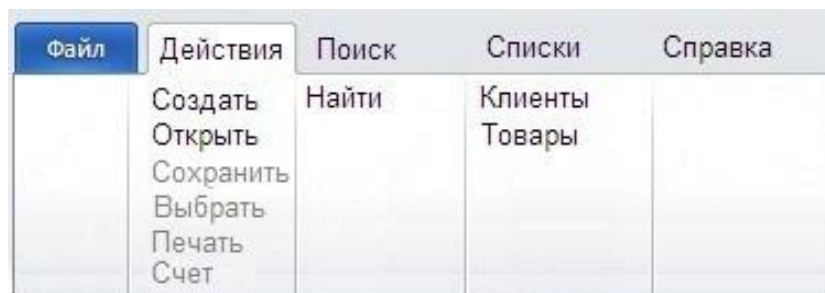 Файл Действия Поиск Списки Справка
Создать Найти Клиенты
Открыть Товары
Сохранить
Выбрать
Печать
Счет